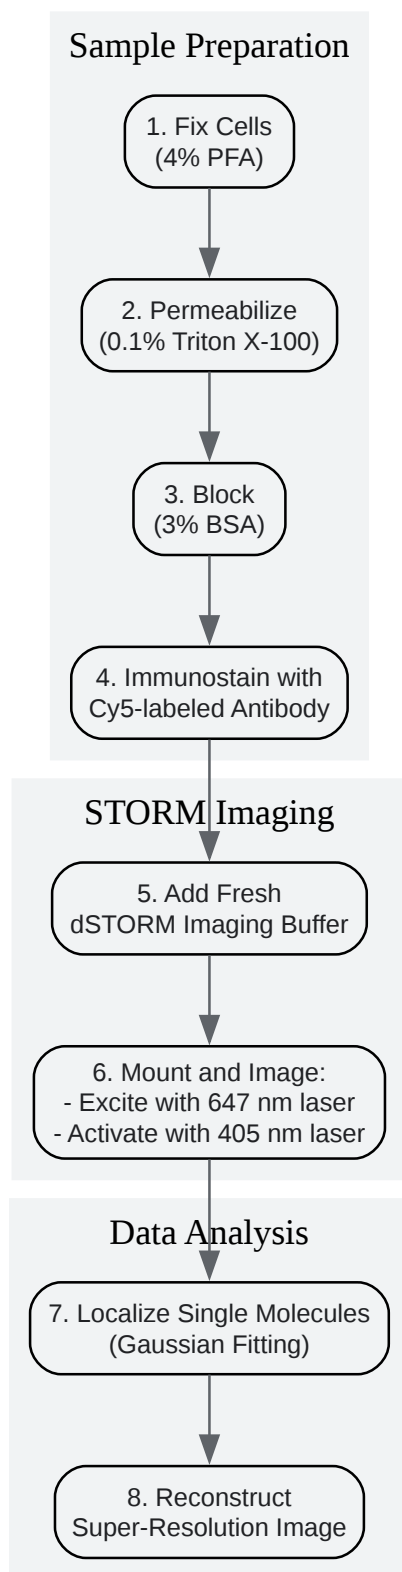 Sample Preparation
1. Fix Cells
(4% PFA)
2. Permeabilize
(0.1% Triton X-100)
3. Block
(3% BSA)
4. Immunostain with
Cy5-labeled Antibody
STORM Imaging
5. Add Fresh
dSTORM Imaging Buffer
6. Mount and Image:
- Excite with 647 nm laser
- Activate with 405 nm laser
Data Analysis
7. Localize Single Molecules
(Gaussian Fitting)
8. Reconstruct
Super-Resolution Image